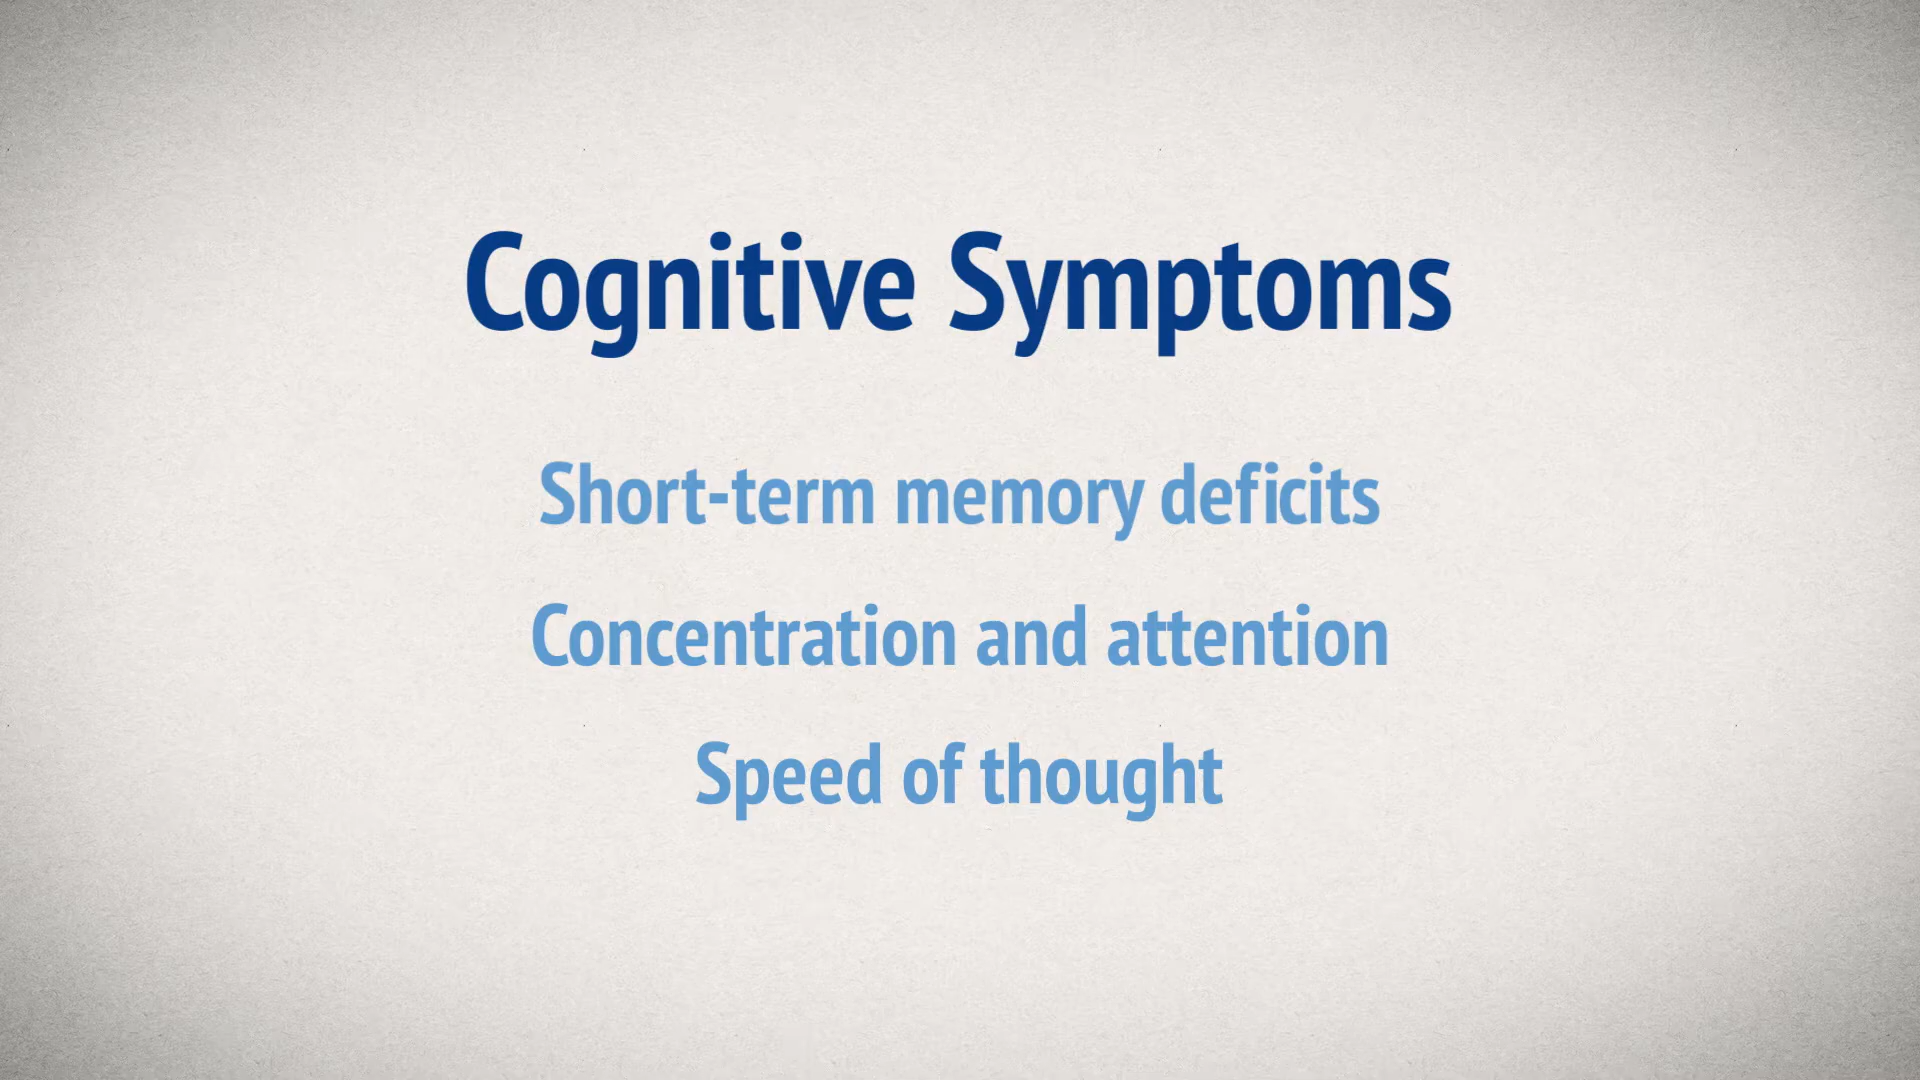 Cognitive Symptoms
Short-term memory deficits
Concentration and attention
Speed of thought